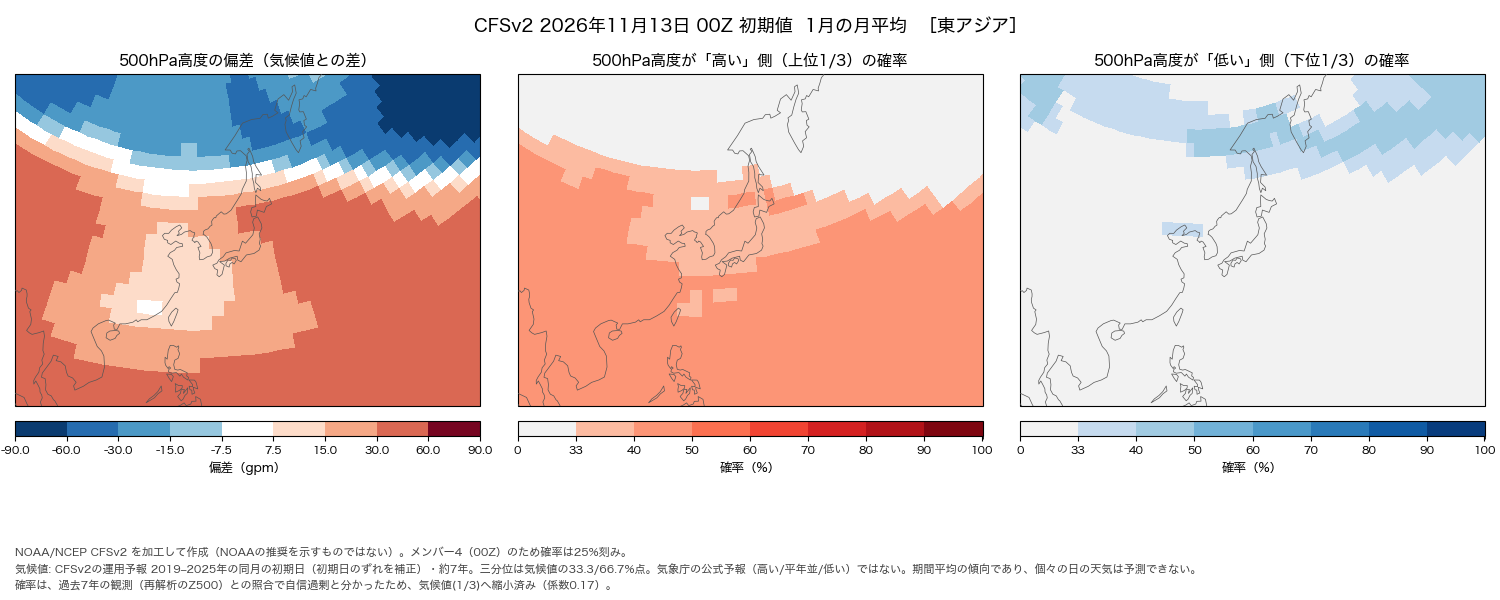 CFSv2 2026年11月13日 00Z 初期値 1月の月平均 ［東アジア］
500hPa高度の偏差（気候値との差）
500hPa高度が「高い」側（上位1/3）の確率
500hPa高度が「低い」側（下位1/3）の確率
-90.0 -60.0 -30.0 -15.0 -7.5 7.5 15.0 30.0 60.0 90.0
偏差（gpm）
0 33 40 50 60 70 80 90 100
確率（%）
0 33 40 50 60 70 80 90 100
確率（%）
NOAA/NCEP CFSv2 を加工して作成（NOAAの推奨を示すものではない）。メンバー4（00Z）のため確率は25%刻み。
気候値: CFSv2の運用予報 2019–2025年の同月の初期日（初期日のずれを補正）・約7年。三分位は気候値の33.3/66.7%点。気象庁の公式予報（高い/平年並/低い）ではない。期間平均の傾向であり、個々の日の天気は予測できない。
確率は、過去7年の観測（再解析のZ500）との照合で自信過剰と分かったため、気候値(1/3)へ縮小済み（係数0.17）。